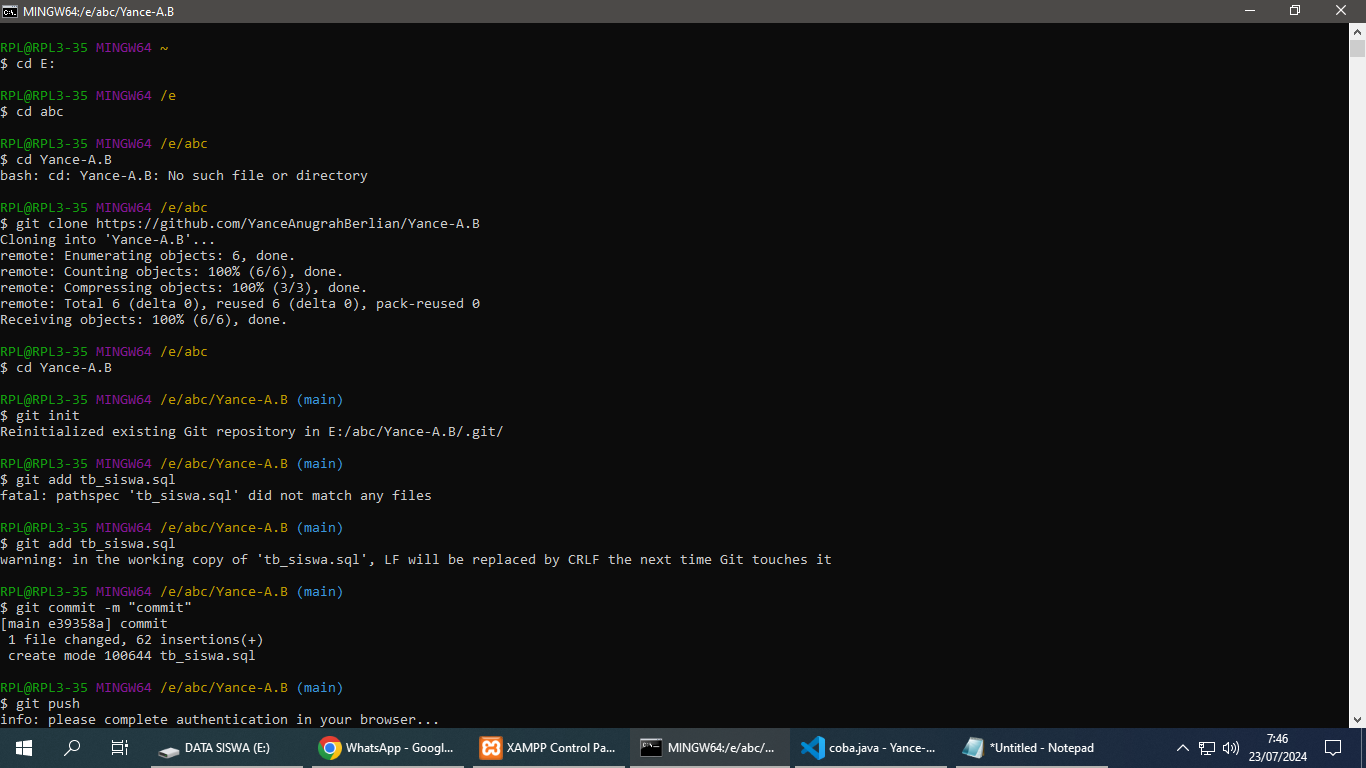 MINGW64:/e/abc/Yance-A.B
RPL@RPL3-35 MINGW64 ~
$ cd E:
RPL@RPL3-35 MINGW64 /e
$ cd abc
RPL@RPL3-35 MINGW64 /e/abc
$ cd Yance-A.B
bash: cd: Yance-A.B: No such file or directory
RPL@RPL3-35 MINGW64 /e/abc
$ git clone https://github.com/YanceAnugrahBerlian/Yance-A.B
Cloning into 'Yance-A.B'...
remote: Enumerating objects: 6, done.
remote: Counting objects: 100% (6/6), done.
remote: Compressing objects: 100% (3/3), done.
remote: Total 6 (delta 0), reused 6 (delta 0), pack-reused 0
Receiving objects: 100% (6/6), done.
RPL@RPL3-35 MINGW64 /e/abc
$ cd Yance-A.B
RPL@RPL3-35 MINGW64 /e/abc/Yance-A.B (main)
$ git init
Reinitialized existing Git repository in E:/abc/Yance-A.B/.git/
RPL@RPL3-35 MINGW64 /e/abc/Yance-A.B (main)
$ git add tb_siswa.sql
fatal: pathspec 'tb_siswa.sql' did not match any files
RPL@RPL3-35 MINGW64 /e/abc/Yance-A.B (main)
$ git add tb_siswa.sql
warning: in the working copy of 'tb_siswa.sql', LF will be replaced by CRLF the next time Git touches it
RPL@RPL3-35 MINGW64 /e/abc/Yance-A.B (main)
$ git commit -m "commit"
[main e39358a] commit
1 file changed, 62 insertions(+)
create mode 100644 tb_siswa.sql
RPL@RPL3-35 MINGW64 /e/abc/Yance-A.B (main)
$ git push
info: please complete authentication in your browser...
DATA SISWA (E:)
WhatsApp - Googl...
XAMPP Control Pa...
MINGW64:/e/abc/...
coba.java - Yance-...
*Untitled - Notepad
7:46
23/07/2024